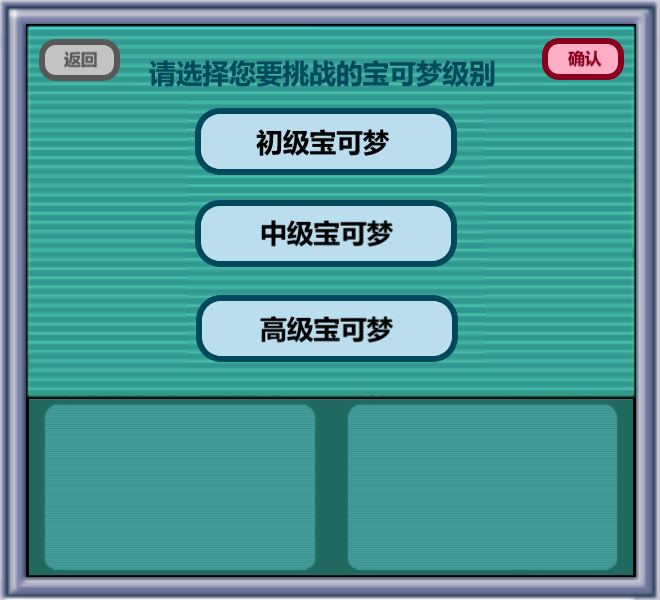 返回
确认
请选择您要挑战的宝可梦级别
初级宝可梦
中级宝可梦
高级宝可梦